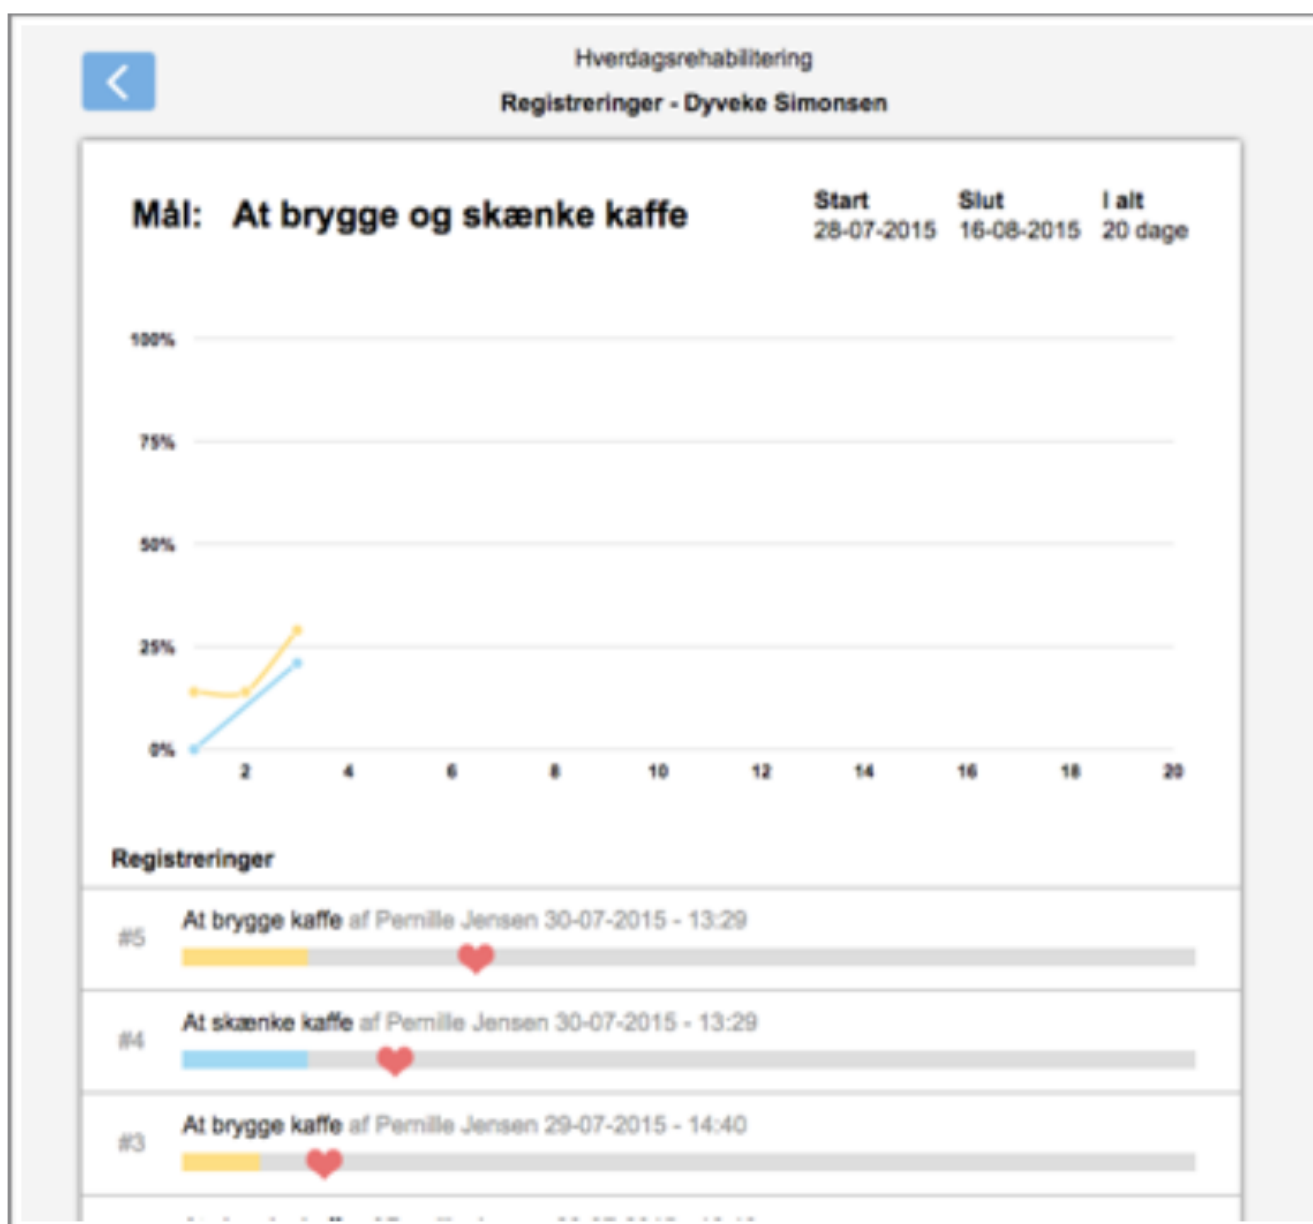 Hverdagsrehabilitering
Registreringer - Dyveke Simonsen
Mål: At brygge og skænke kaffe
Start Slut I alt
28-07-2015 16-08-2015 20 dage
100%
75%
50%
25%
0%
2 4 6 8 10 12 14 16 18 20
Registreringer
#5 At brygge kaffe af Pernille Jensen 30-07-2015 - 13:29
#4 At skænke kaffe af Pernille Jensen 30-07-2015 - 13:29
#3 At brygge kaffe af Pernille Jensen 29-07-2015 - 14:40